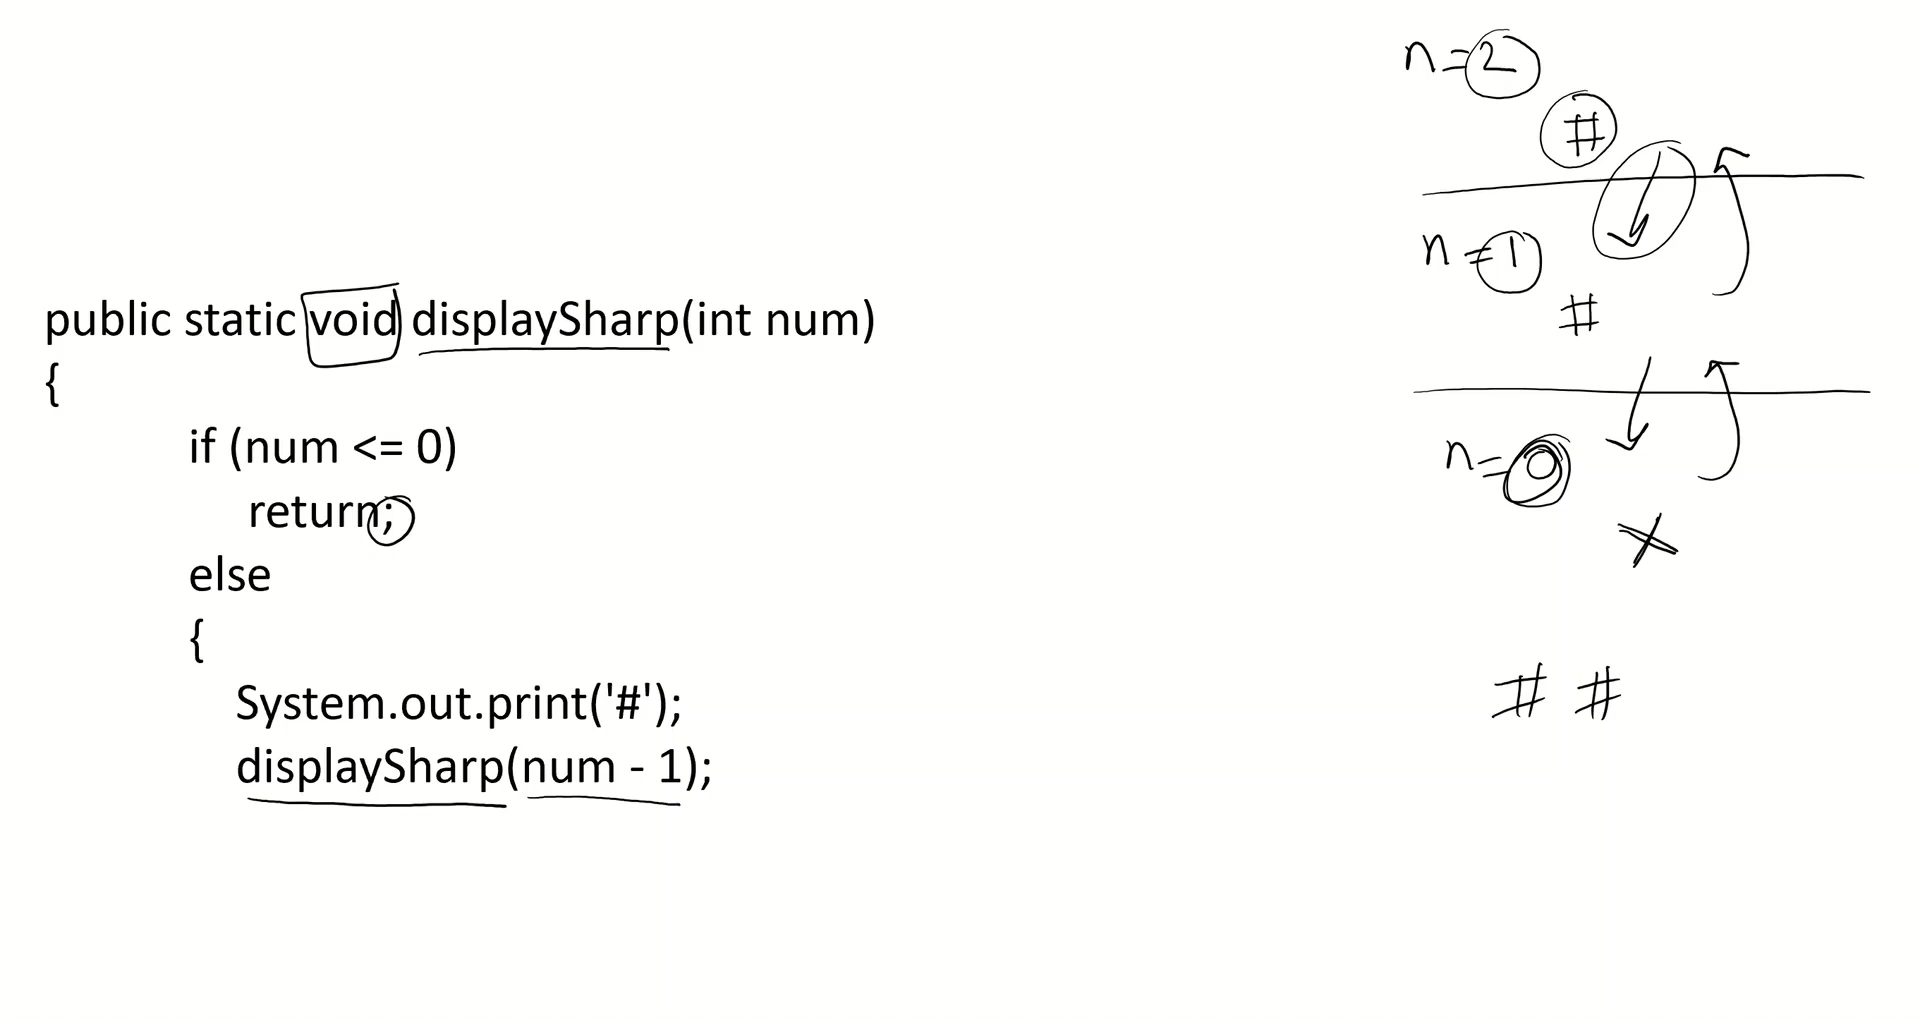 public static void displaySharp(int num)
{
if (num <= 0)
return;
else
{
System.out.print('#');
displaySharp(num - 1);
n=2
#
n=1
#
n=0
# #